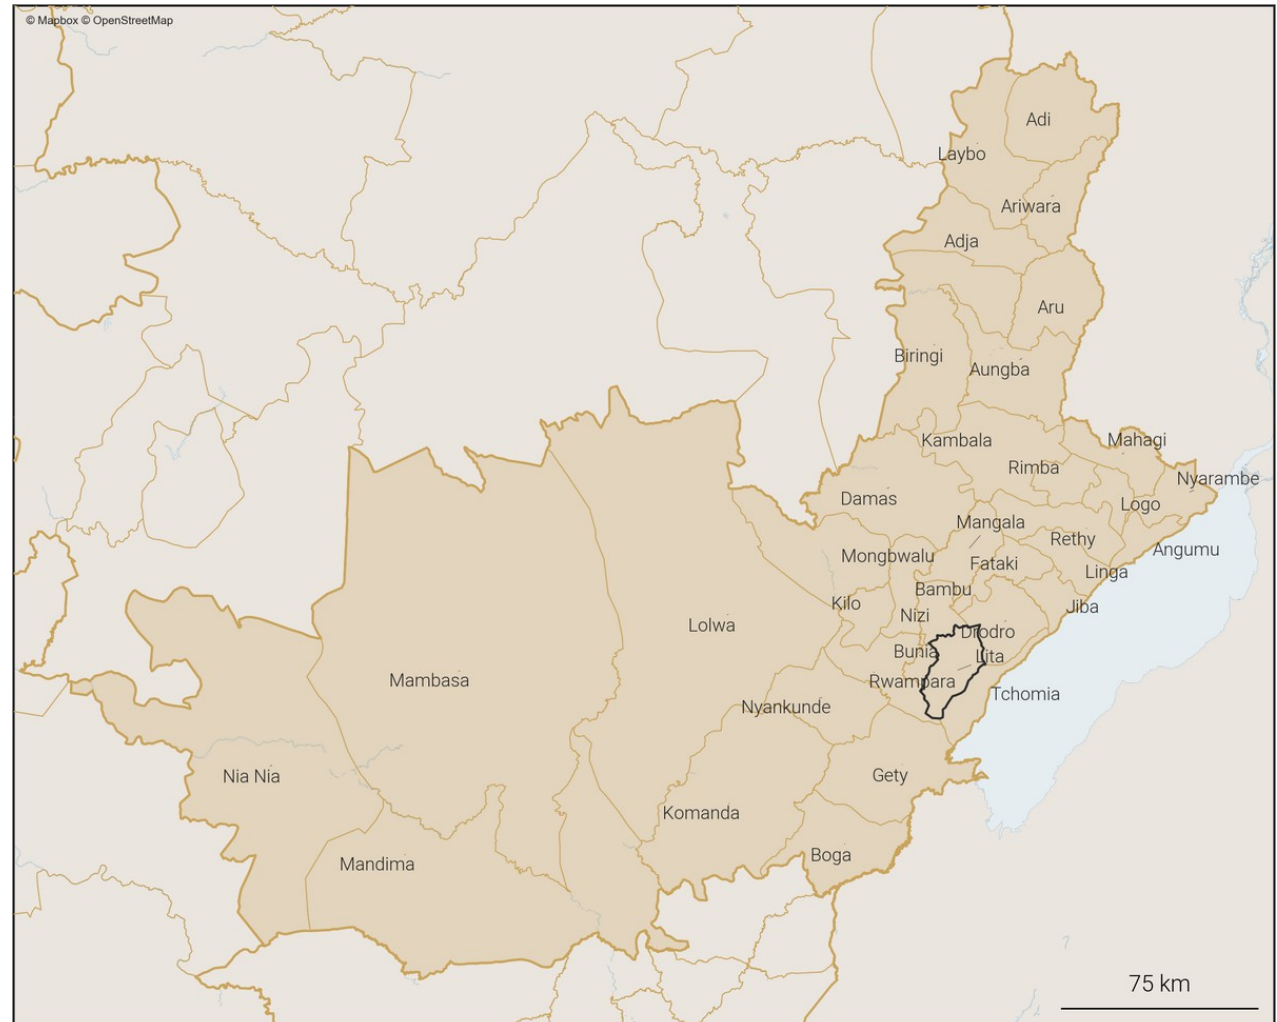 © Mapbox © OpenStreetMap
Adi
Laybo
Ariwara
Adja
Aru
Biringi
Aungba
Kambala
Mahagi
Rimba
Nyarambe
Damas
Logo
Mangala
Rethy
Angumu
Mongbwalu
Fataki
Linga
Bambu
Kilo
Jiba
Nizi
Lolwa
Drodro
Bunia
Lita
Mambasa
Rwampara
Tchomia
Nyankunde
Nia Nia
Gety
Komanda
Boga
Mandima
75 km